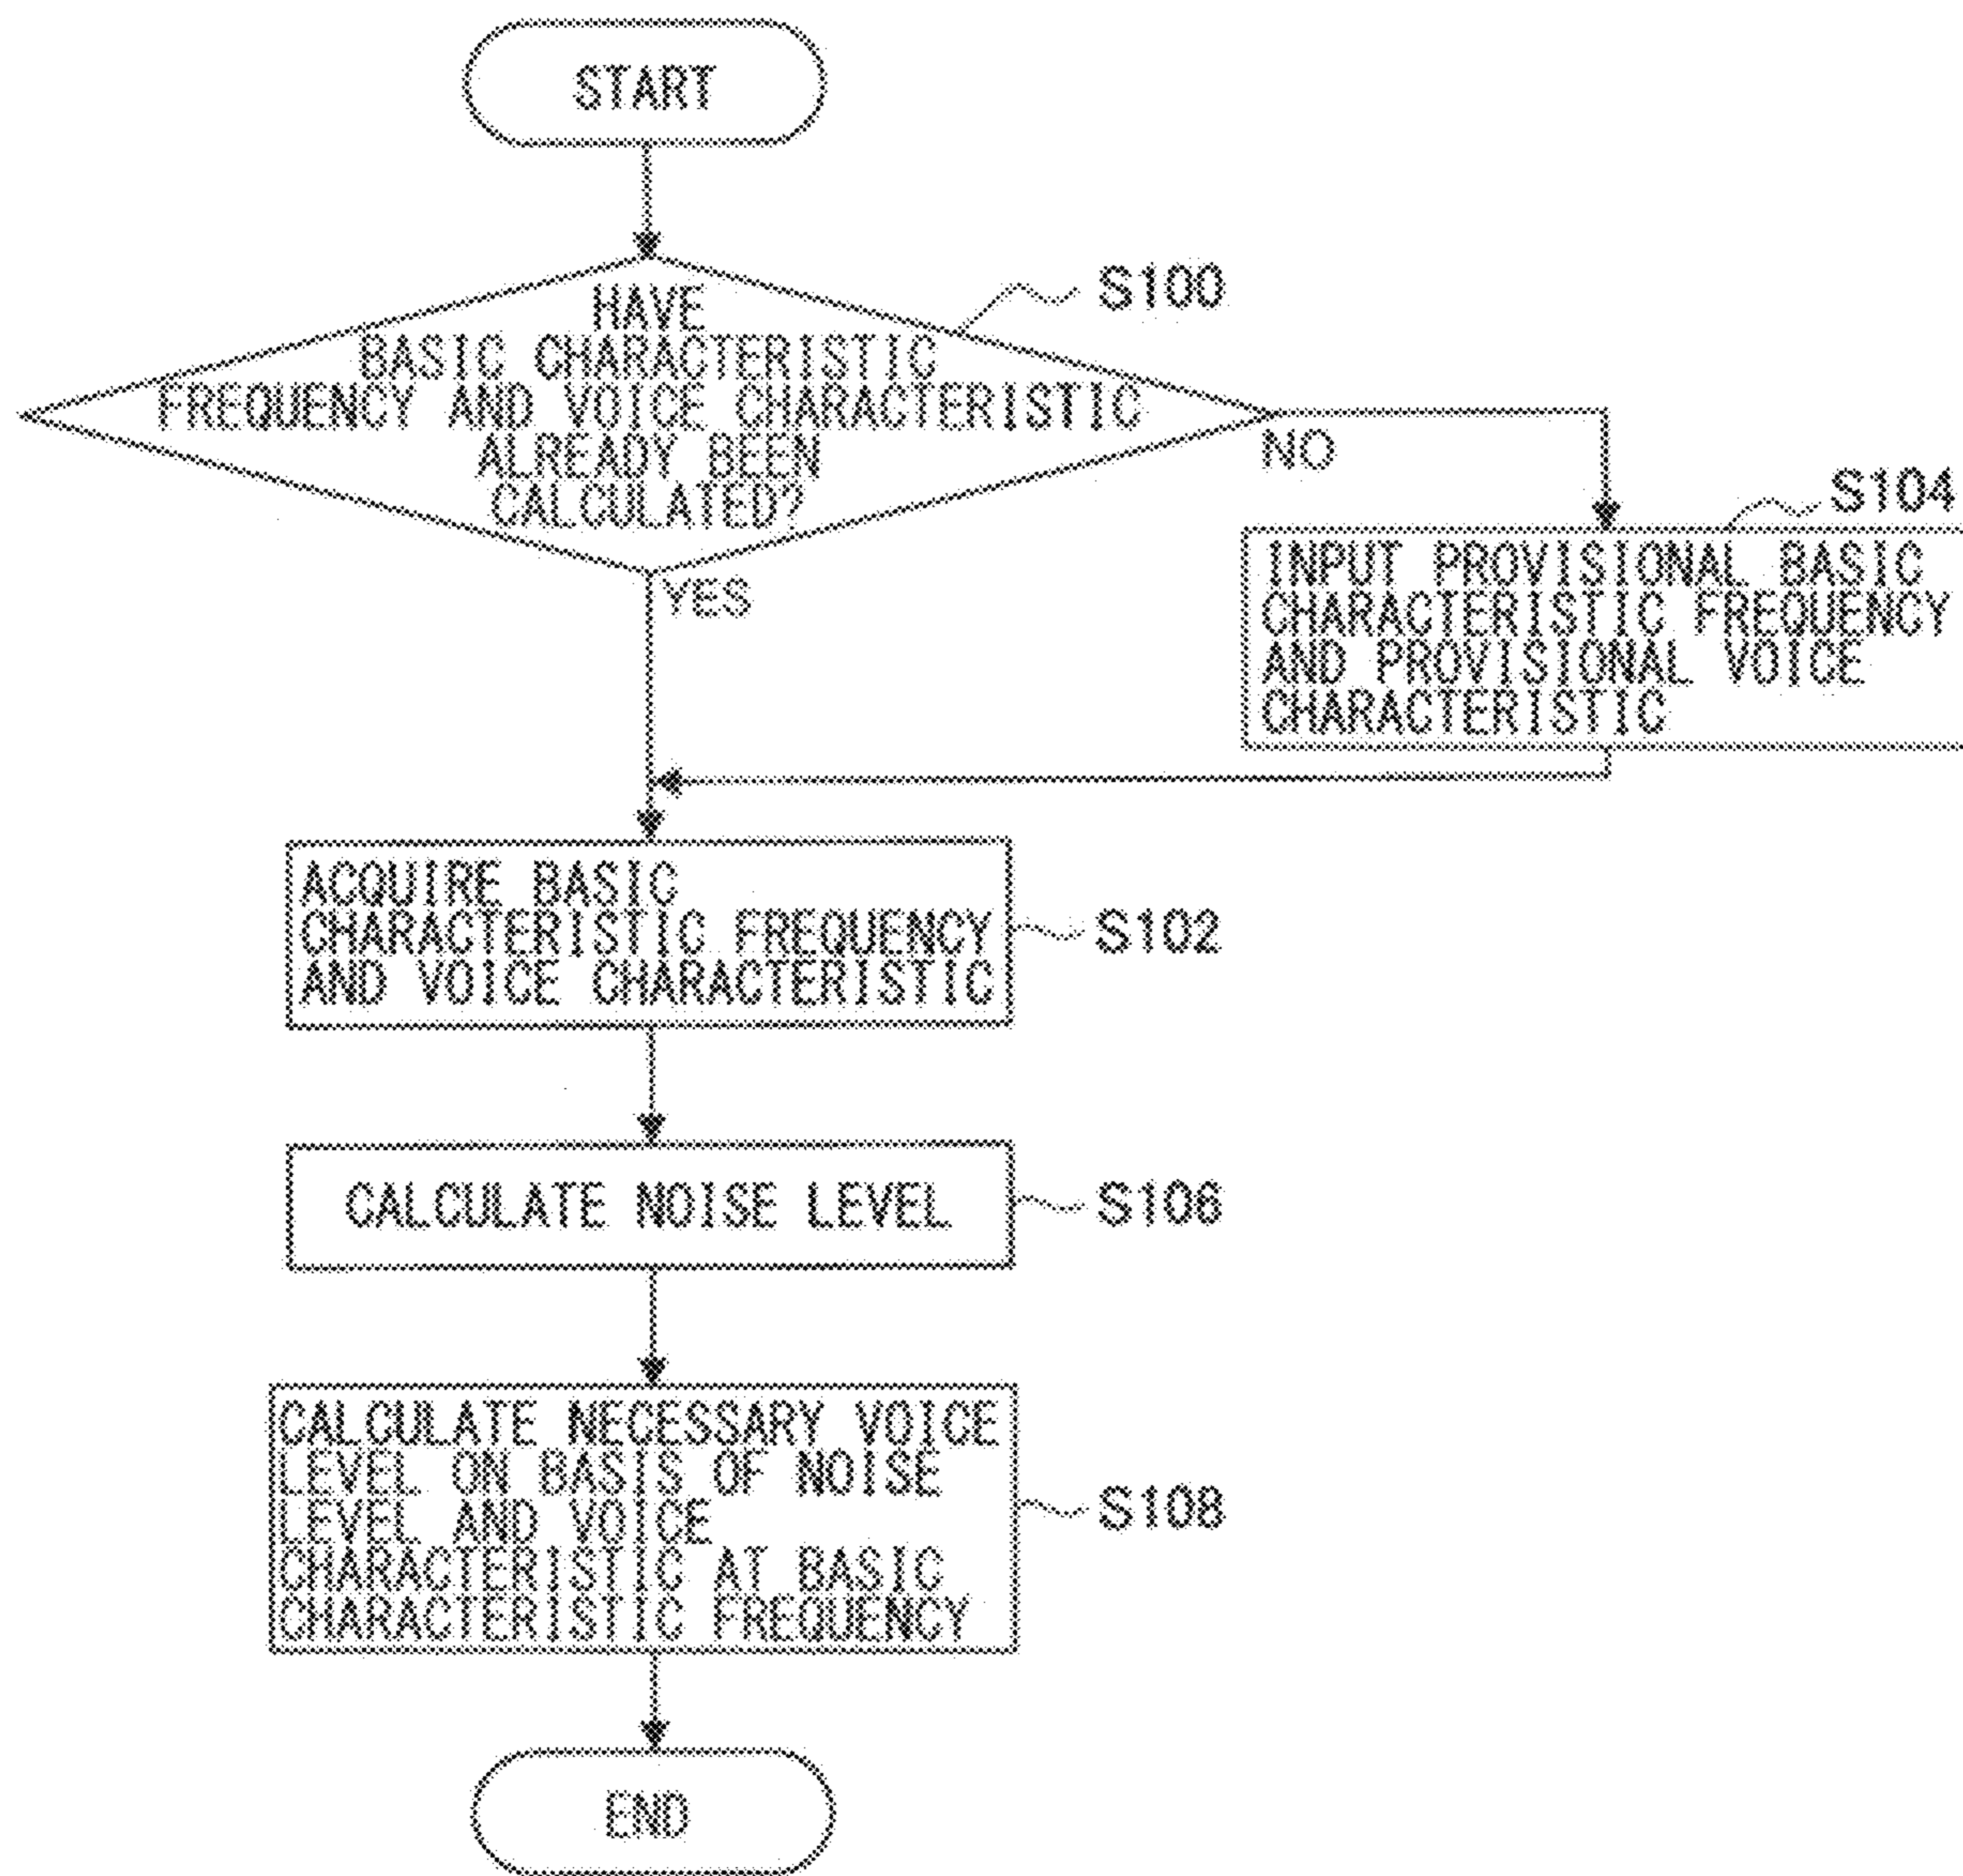 START
S100
HAVE
BASIC CHARACTERISTIC
FREQUENCY AND VOICE CHARACTERISTIC
ALREADY BEEN
CALCULATED?
NO
YES
S104
INPUT PROVISIONAL BASIC
CHARACTERISTIC FREQUENCY
AND PROVISIONAL VOICE
CHARACTERISTIC
ACQUIRE BASIC
CHARACTERISTIC FREQUENCY
AND VOICE CHARACTERISTIC
S102
CALCULATE NOISE LEVEL
S106
CALCULATE NECESSARY VOICE
LEVEL ON BASIS OF NOISE
LEVEL AND VOICE
CHARACTERISTIC AT BASIC
CHARACTERISTIC FREQUENCY
S108
END